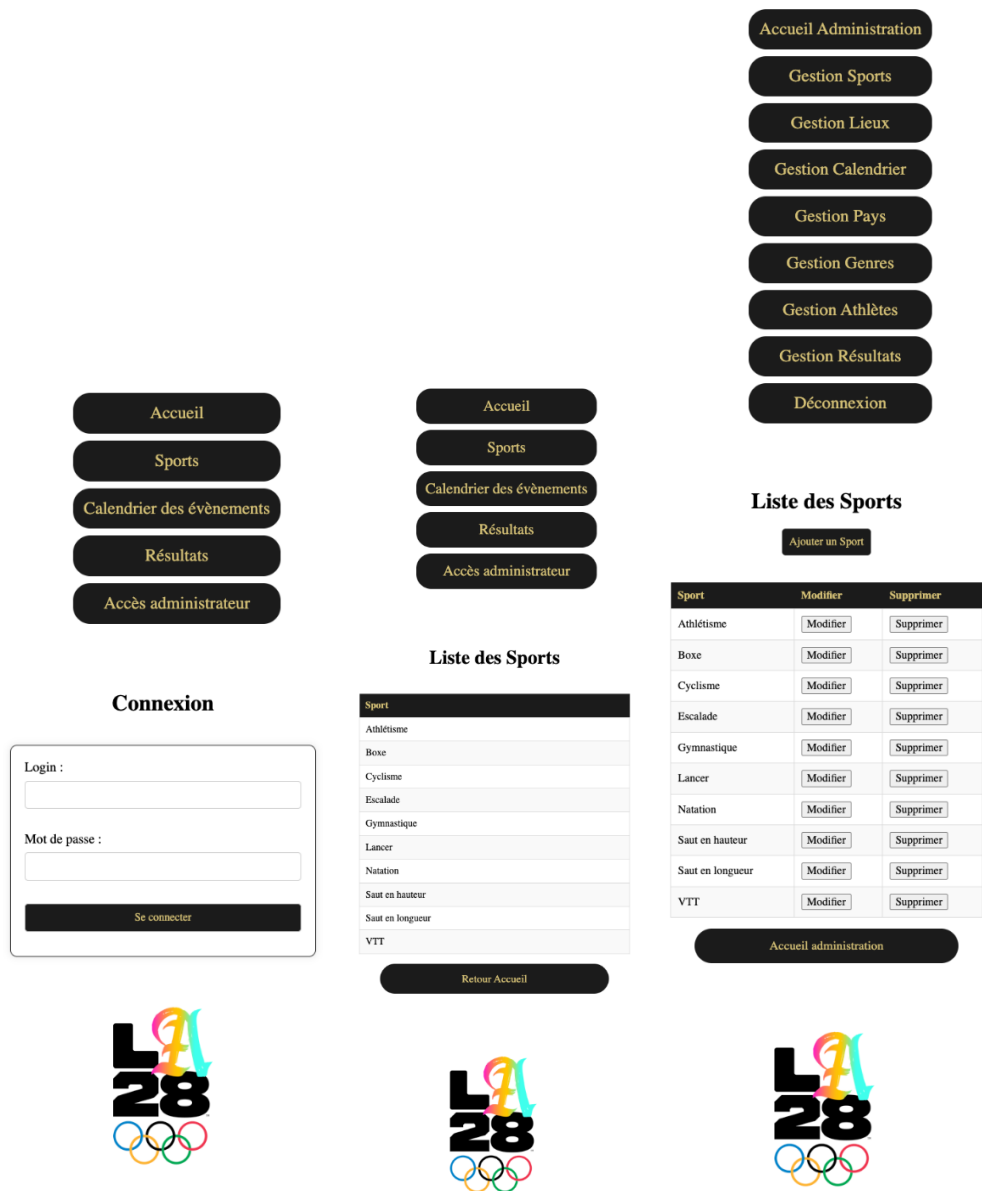 Accueil
Sports
Calendrier des évènements
Résultats
Accès administrateur
Connexion
Login :
Mot de passe :
Se connecter
LA
28
Accueil
Sports
Calendrier des évènements
Résultats
Accès administrateur
Liste des Sports
Sport
Athlétisme
Boxe
Cyclisme
Escalade
Gymnastique
Lancer
Natation
Saut en hauteur
Saut en longueur
VTT
Retour Accueil
LA
28
Accueil Administration
Gestion Sports
Gestion Lieux
Gestion Calendrier
Gestion Pays
Gestion Genres
Gestion Athlètes
Gestion Résultats
Déconnexion
Liste des Sports
Ajouter un Sport
Sport Modifier Supprimer
Athlétisme Modifier Supprimer
Boxe Modifier Supprimer
Cyclisme Modifier Supprimer
Escalade Modifier Supprimer
Gymnastique Modifier Supprimer
Lancer Modifier Supprimer
Natation Modifier Supprimer
Saut en hauteur Modifier Supprimer
Saut en longueur Modifier Supprimer
VTT Modifier Supprimer
Accueil administration
LA
28